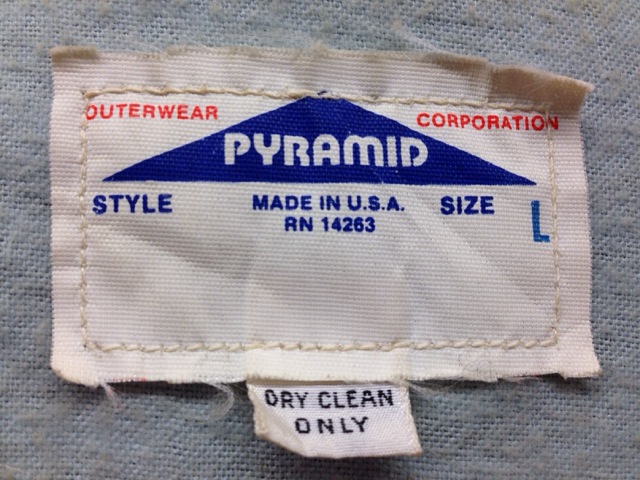 OUTERWEAR CORPORATION
PYRAMID
STYLE MADE IN U.S.A. SIZE
RN 14263 L
DRY CLEAN
ONLY